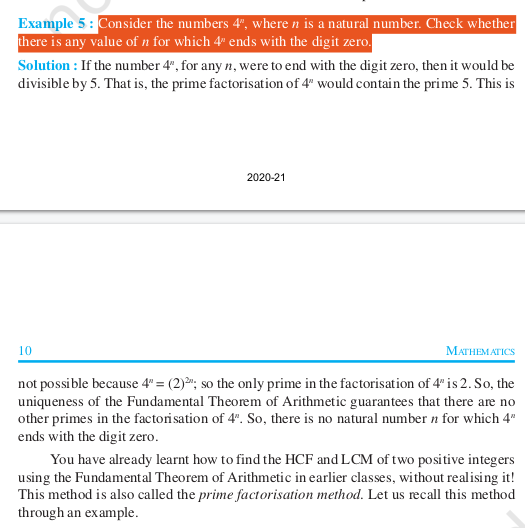 Example 5 : Consider the numbers 4ⁿ, where n is a natural number. Check whether
there is any value of n for which 4ⁿ ends with the digit zero.
Solution : If the number 4ⁿ, for any n, were to end with the digit zero, then it would be
divisible by 5. That is, the prime factorisation of 4ⁿ would contain the prime 5. This is
2020-21
10 MATHEMATICS
not possible because 4ⁿ = (2)²ⁿ; so the only prime in the factorisation of 4ⁿ is 2. So, the
uniqueness of the Fundamental Theorem of Arithmetic guarantees that there are no
other primes in the factorisation of 4ⁿ. So, there is no natural number n for which 4ⁿ
ends with the digit zero.
You have already learnt how to find the HCF and LCM of two positive integers
using the Fundamental Theorem of Arithmetic in earlier classes, without realising it!
This method is also called the prime factorisation method. Let us recall this method
through an example.